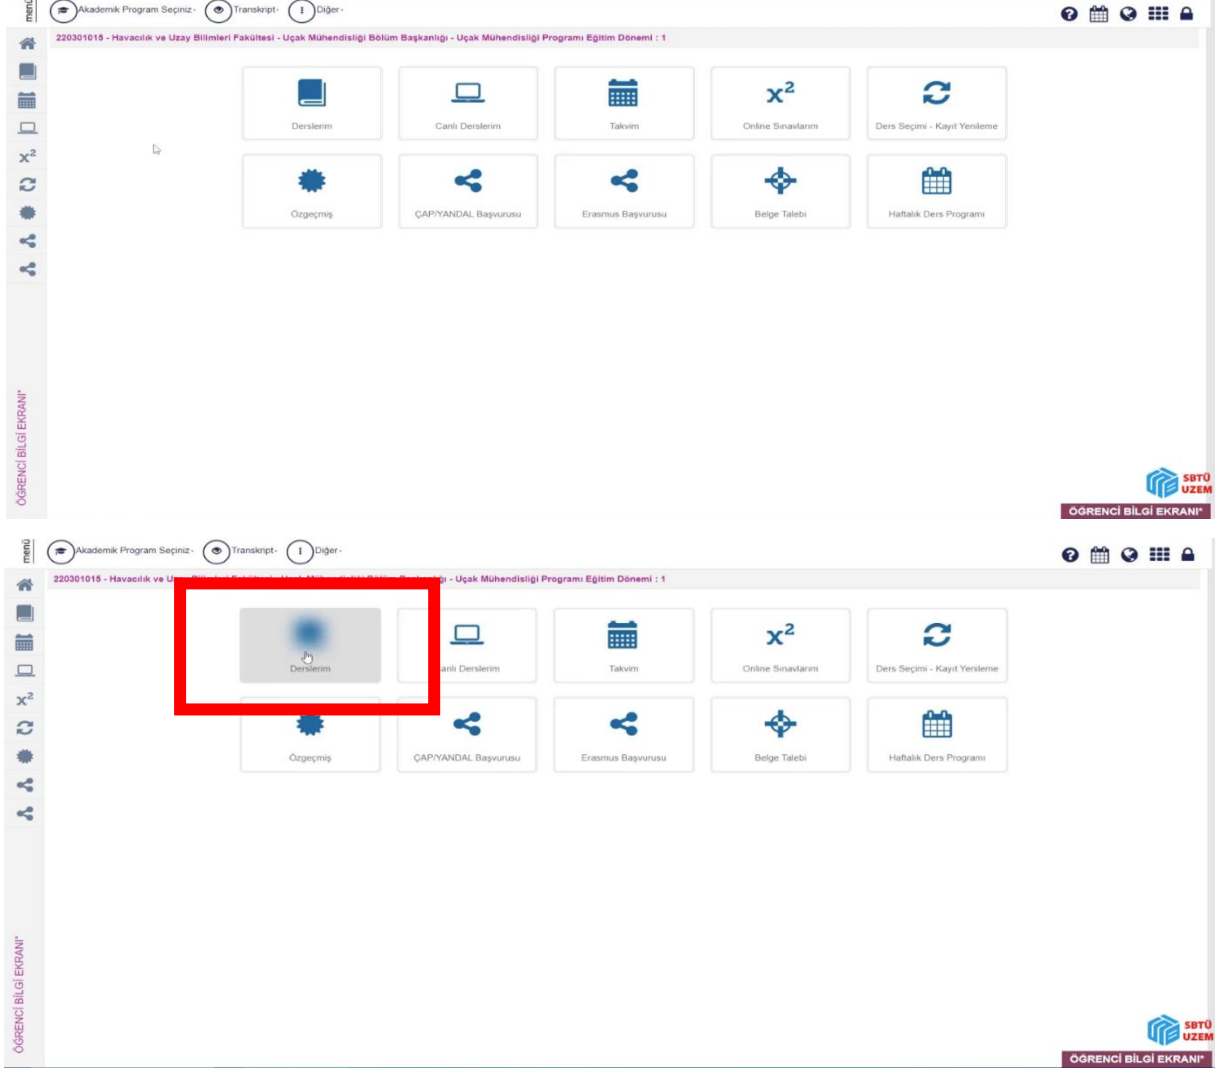 menü
Akademik Program Seçiniz- Transkript- Diğer-
220301015 - Havacılık ve Uzay Bilimleri Fakültesi - Uçak Mühendisliği Bölüm Başkanlığı - Uçak Mühendisliği Programı Eğitim Dönemi : 1
Derslerim
Canlı Derslerim
Takvim
x²
Online Sınavlarım
Ders Seçimi - Kayıt Yenileme
x²
Özgeçmiş
ÇAP/YANDAL Başvurusu
Erasmus Başvurusu
Belge Talebi
Haftalık Ders Programı
ÖĞRENCİ BİLGİ EKRANI*
SBTÜ
UZEM
ÖĞRENCİ BİLGİ EKRANI*
menü
Akademik Program Seçiniz- Transkript- Diğer-
220301015 - Havacılık ve Uçak Mühendisliği Programı Eğitim Dönemi : 1
Derslerim
anlı Derslerim
Takvim
x²
Online Sınavlarım
Ders Seçimi - Kayıt Yenileme
x²
Özgeçmiş
ÇAP/YANDAL Başvurusu
Erasmus Başvurusu
Belge Talebi
Haftalık Ders Programı
ÖĞRENCİ BİLGİ EKRANI*
SBTÜ
UZEM
ÖĞRENCİ BİLGİ EKRANI*